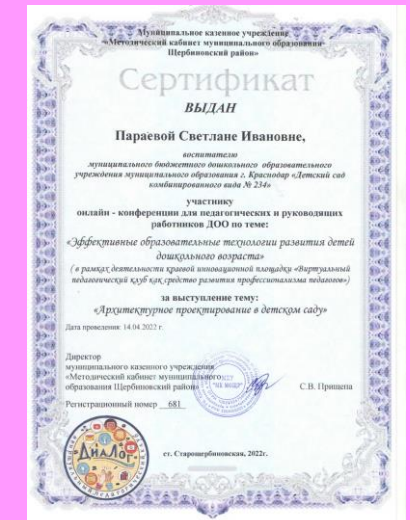 Муниципальное казенное учреждение
«Методический кабинет муниципального образования
Щербиновский район»
Сертификат
ВЫДАН
Параевой Светлане Ивановне,
воспитателю
муниципального бюджетного дошкольного образовательного
учреждения муниципального образования г. Краснодар «Детский сад
комбинированного вида № 234»
участнику
онлайн - конференции для педагогических и руководящих
работников ДОО по теме:
«Эффективные образовательные технологии развития детей
дошкольного возраста»
( в рамках деятельности краевой инновационной площадки «Виртуальный
педагогический клуб как средство развития профессионализма педагогов»)
за выступление тему:
«Архитектурное проектирование в детском саду»
Дата проведения: 14.04.2022 г.
Директор
муниципального казенного учреждения
«Методический кабинет муниципального
образования Щербиновский район»
С.В. Прищепа
Регистрационный номер 681
ДиаЛог
ст. Старощербиновская, 2022г.